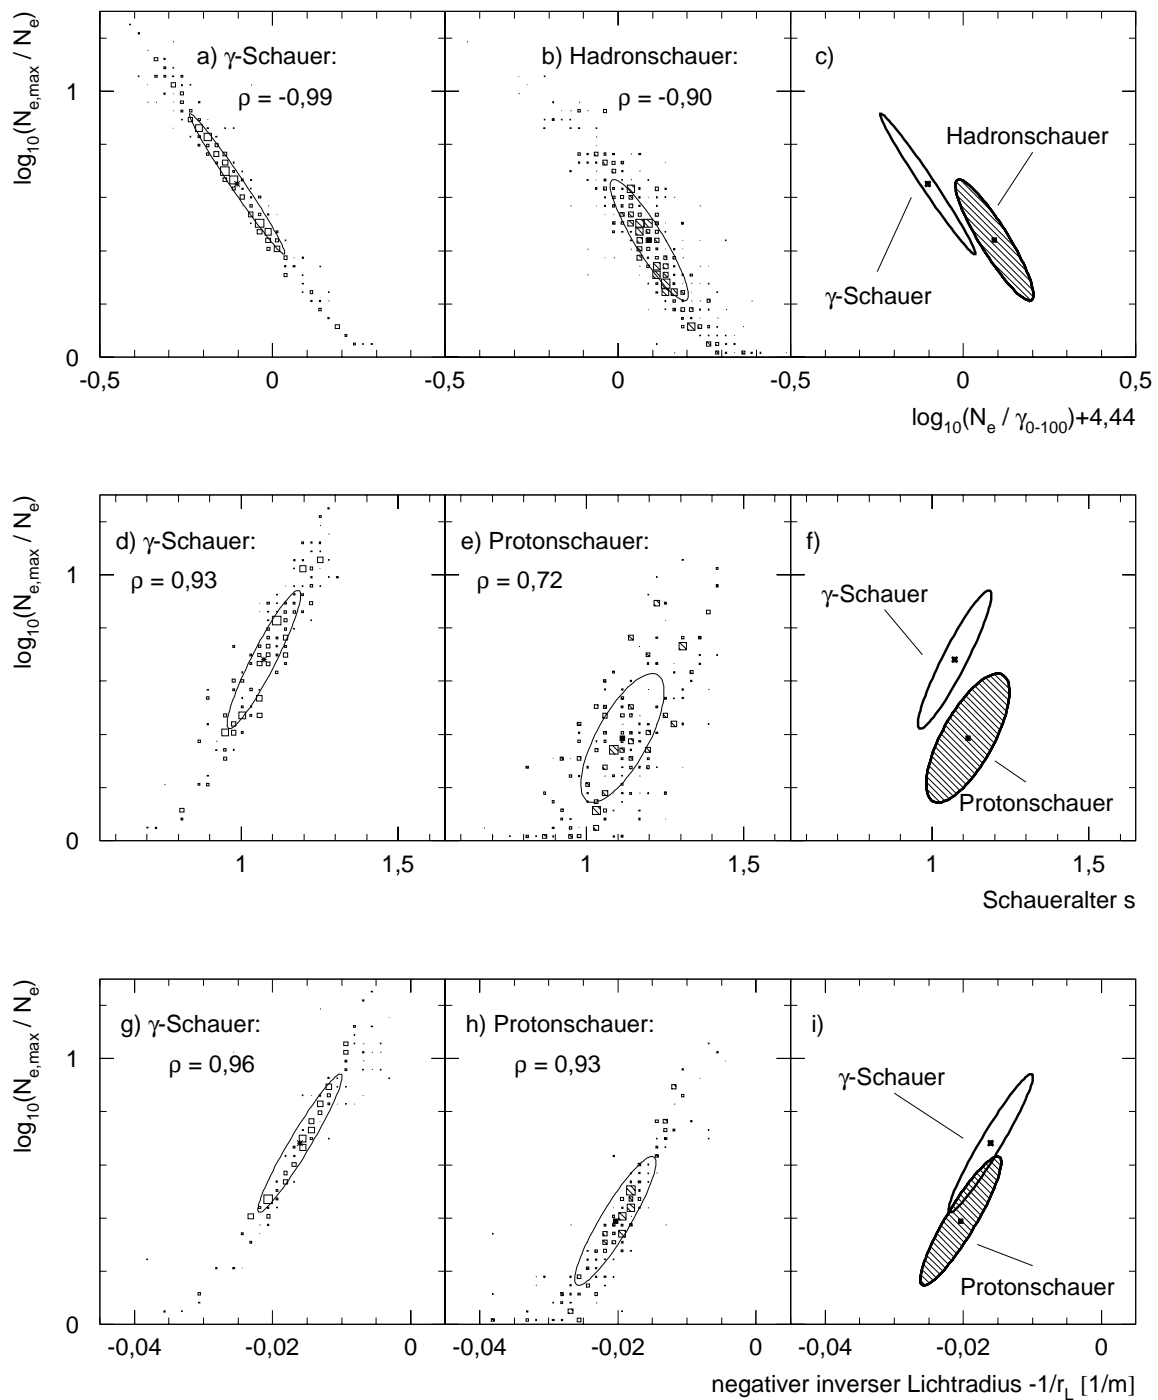 log10(Ne,max / Ne)
a) γ-Schauer:
ρ = -0,99
b) Hadronschauer:
ρ = -0,90
c)
Hadronschauer
γ-Schauer
1
0
-0,5
0
-0,5
0
-0,5
0
0,5
log10(Ne / γ0-100)+4,44
log10(Ne,max / Ne)
d) γ-Schauer:
ρ = 0,93
e) Protonschauer:
ρ = 0,72
f)
γ-Schauer
Protonschauer
1
0
1
1,5
1
1,5
1
1,5
Schaueralter s
log10(Ne,max / Ne)
g) γ-Schauer:
ρ = 0,96
h) Protonschauer:
ρ = 0,93
i)
γ-Schauer
Protonschauer
1
0
-0,04
-0,02
0
-0,04
-0,02
0
-0,04
-0,02
0
negativer inverser Lichtradius -1/rL [1/m]